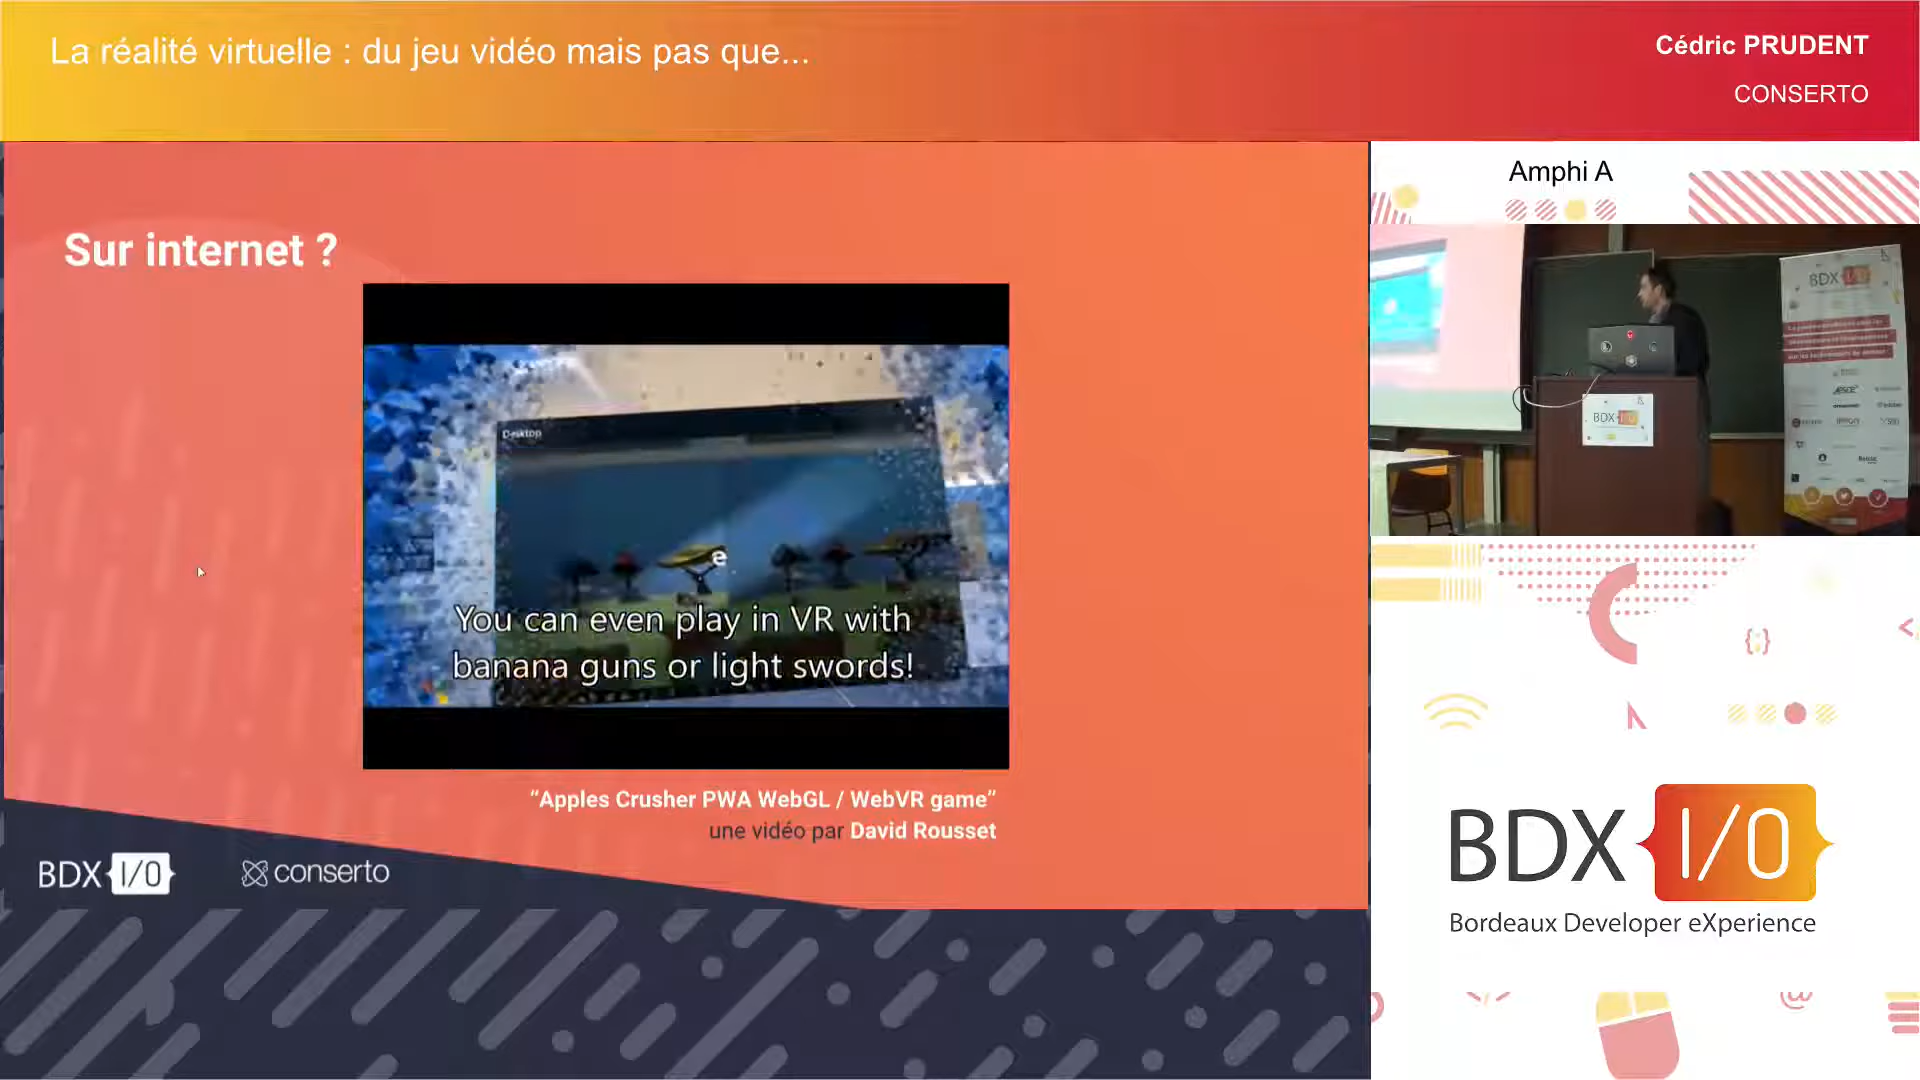 La réalité virtuelle : du jeu vidéo mais pas que...
Cédric PRUDENT
CONSERTO
Amphi A
Sur internet ?
Desktop
You can even play in VR with
banana guns or light swords!
“Apples Crusher PWA WebGL / WebVR game”
une vidéo par David Rousset
BDX I/O
conserto
BDX I/O
BDX I/O
BDX I/O
Bordeaux Developer eXperience